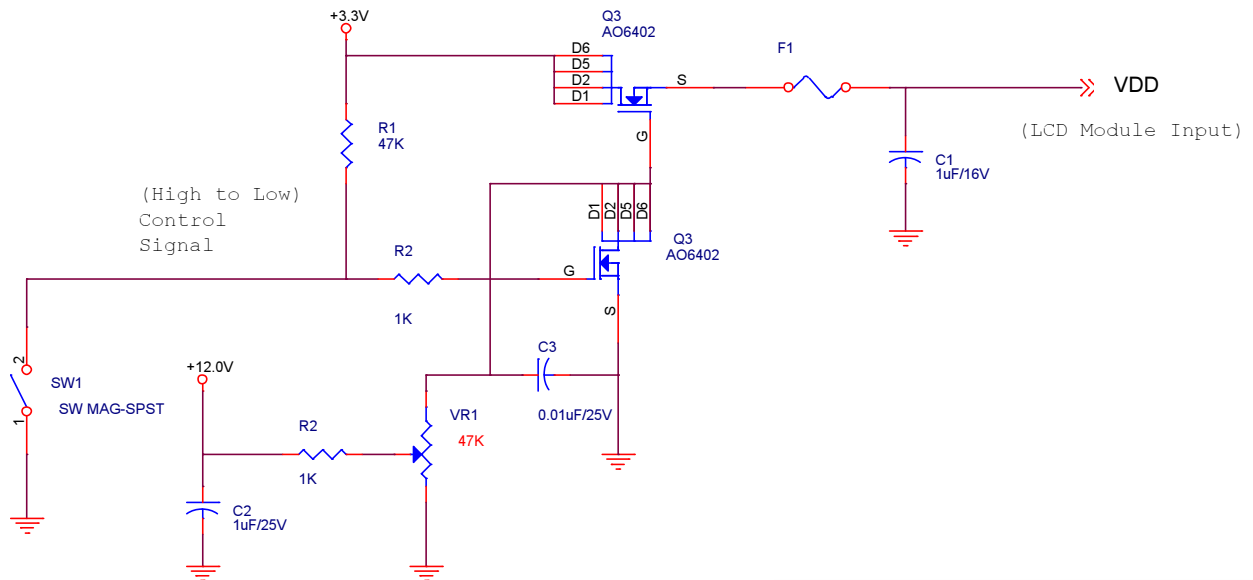 +3.3V
Q3
AO6402
D6
D5
D2
D1
S
G
F1
VDD
(LCD Module Input)
R1
47K
C1
1uF/16V
(High to Low)
Control
Signal
D1
D2
D5
D6
Q3
AO6402
R2
1K
G
S
2
1
SW1
SW MAG-SPST
+12.0V
C3
0.01uF/25V
R2
1K
VR1
47K
C2
1uF/25V